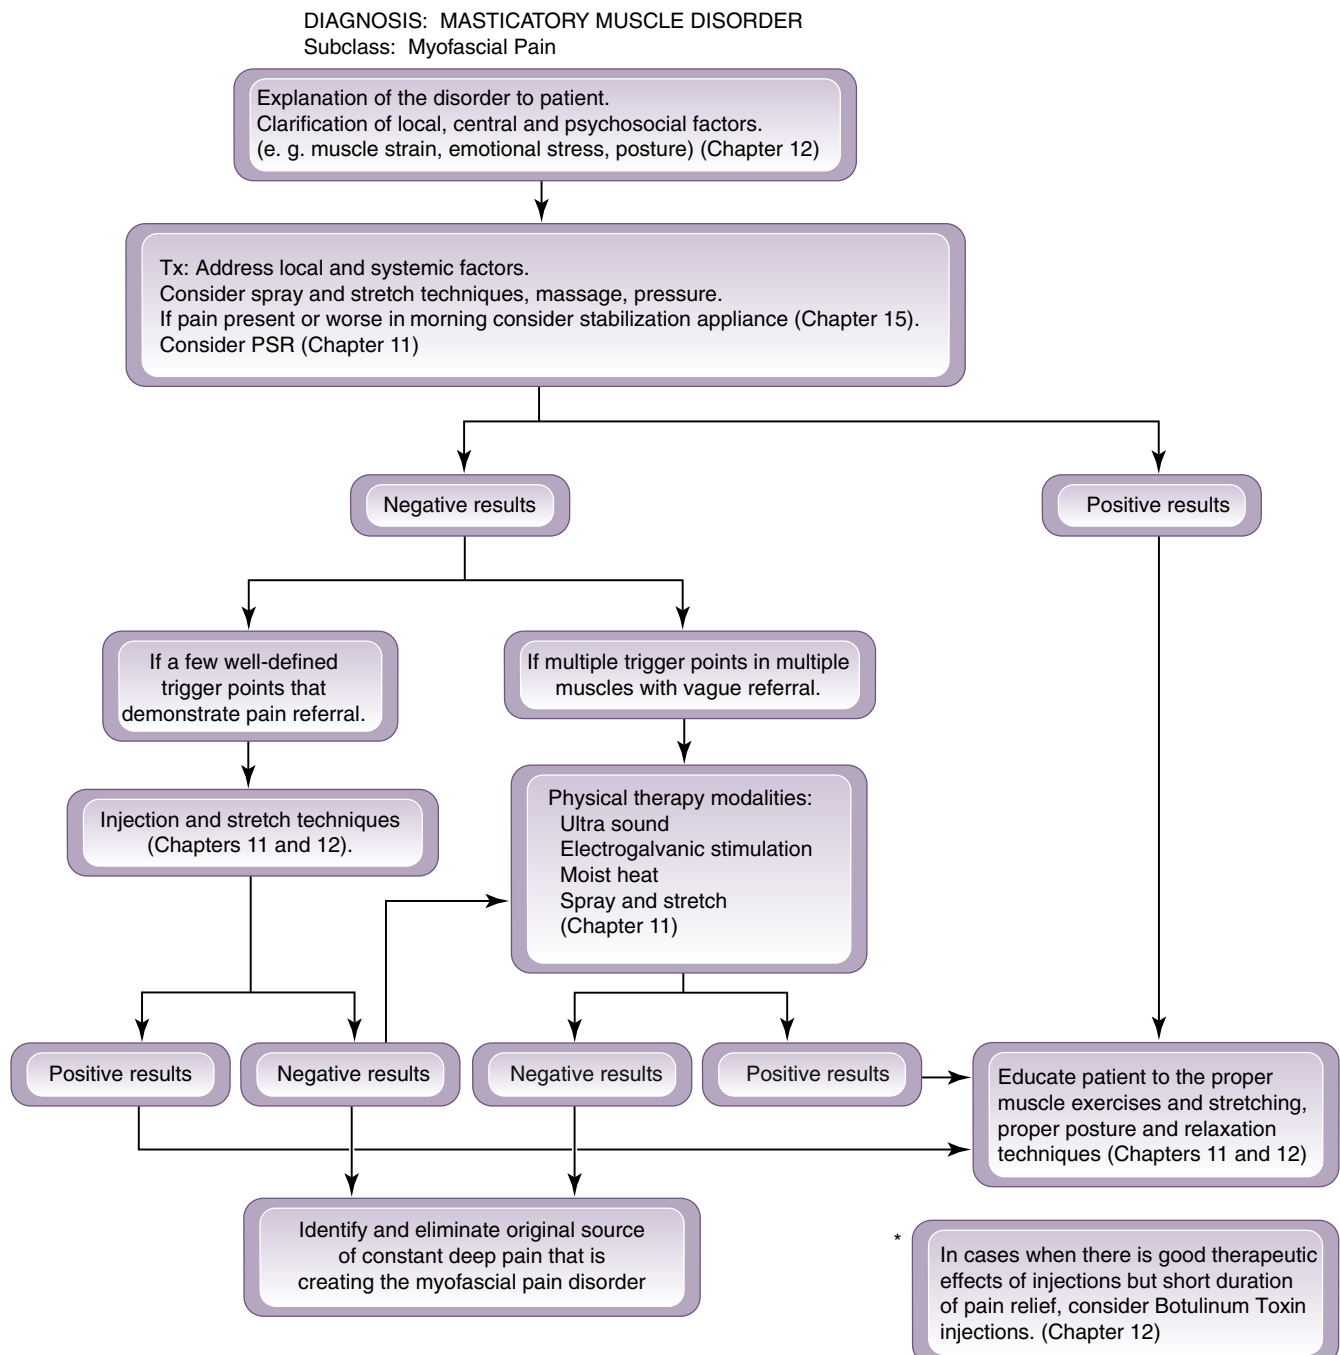 DIAGNOSIS: MASTICATORY MUSCLE DISORDER
Subclass: Myofascial Pain
Explanation of the disorder to patient.
Clarification of local, central and psychosocial factors.
(e. g. muscle strain, emotional stress, posture) (Chapter 12)
Tx: Address local and systemic factors.
Consider spray and stretch techniques, massage, pressure.
If pain present or worse in morning consider stabilization appliance (Chapter 15).
Consider PSR (Chapter 11)
Negative results
Positive results
If a few well-defined
trigger points that
demonstrate pain referral.
If multiple trigger points in multiple
muscles with vague referral.
Injection and stretch techniques
(Chapters 11 and 12).
Physical therapy modalities:
Ultra sound
Electrogalvanic stimulation
Moist heat
Spray and stretch
(Chapter 11)
Positive results
Negative results
Negative results
Positive results
Educate patient to the proper
muscle exercises and stretching,
proper posture and relaxation
techniques (Chapters 11 and 12)
Identify and eliminate original source
of constant deep pain that is
creating the myofascial pain disorder
*
In cases when there is good therapeutic
effects of injections but short duration
of pain relief, consider Botulinum Toxin
injections. (Chapter 12)